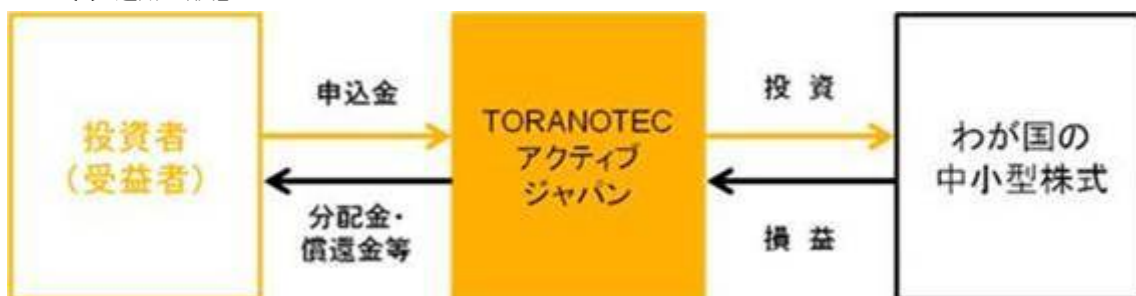 投資者
(受益者)
申込金
分配金・
償還金等
TORANOTEC
アクティブ
ジャパン
投 資
損 益
わが国の
中小型株式